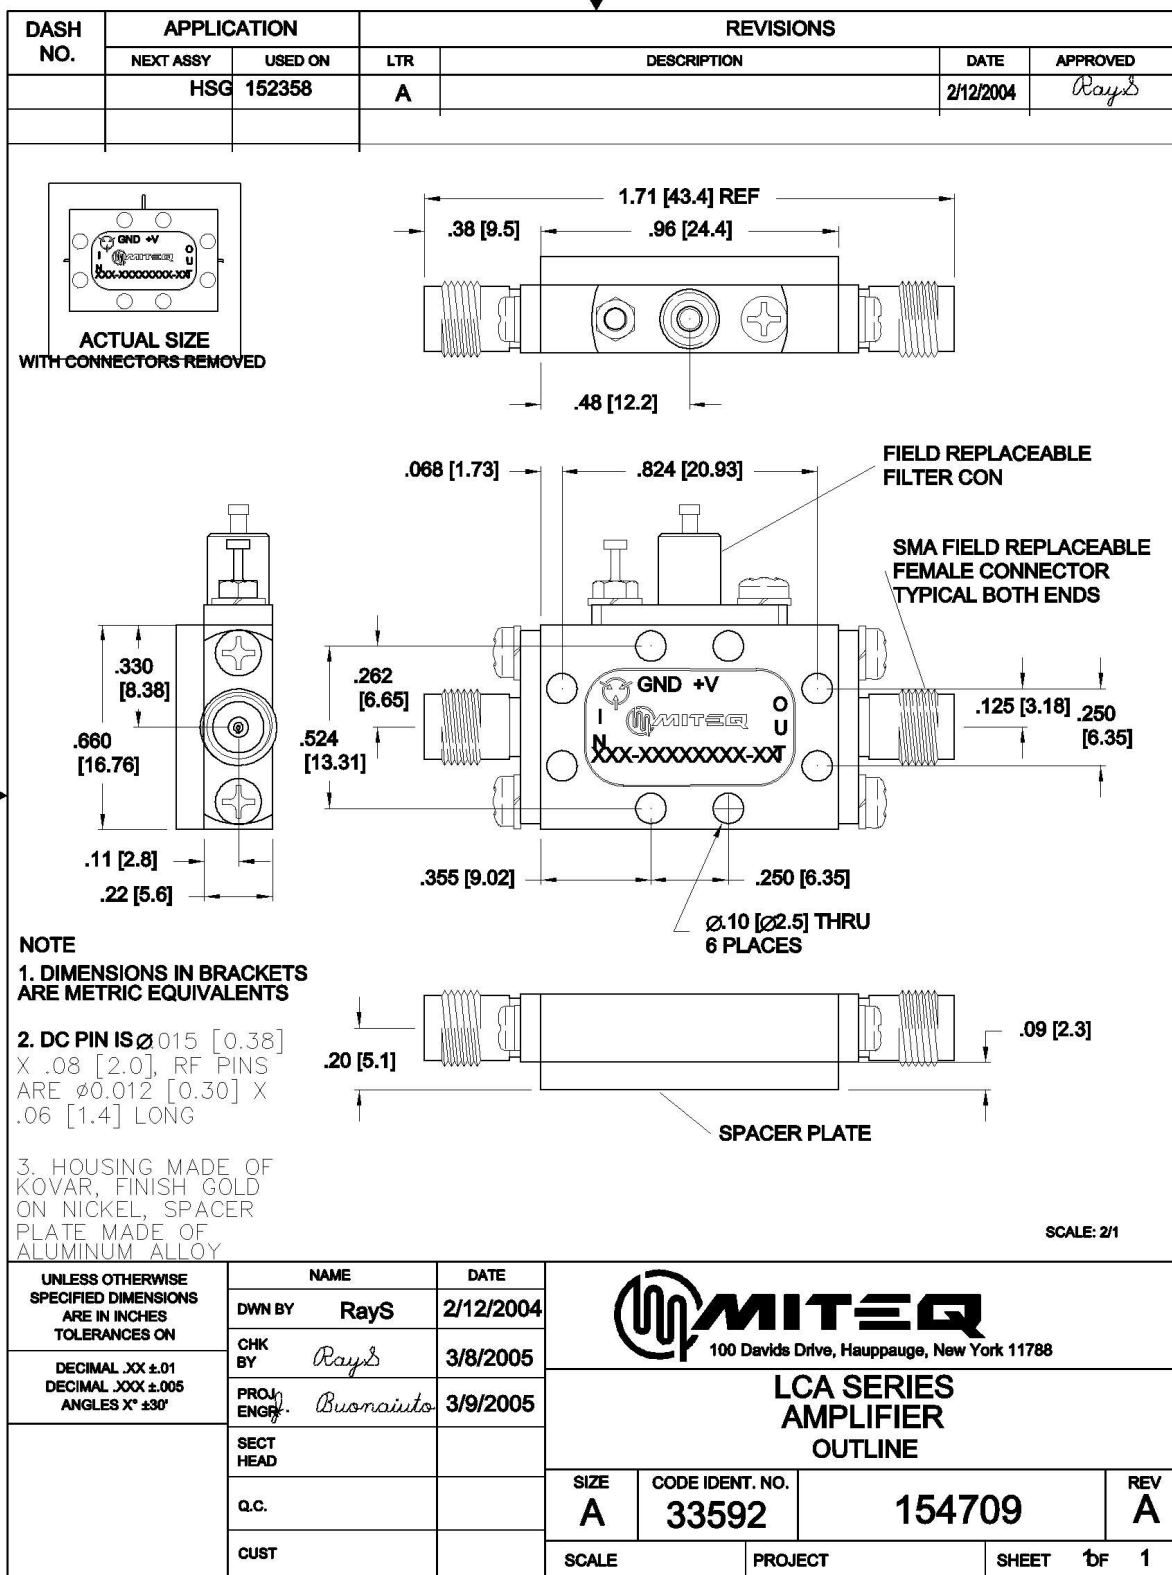 DASH NO.
APPLICATION
REVISIONS
NEXT ASSY
USED ON
LTR
DESCRIPTION
DATE
APPROVED
HSG 152358
A
2/12/2004
RayS
GND +V
IN
MITEQ
OUT
XXX-XXXXXXXX-XX
ACTUAL SIZE
WITH CONNECTORS REMOVED
1.71 [43.4] REF
.38 [9.5]
.96 [24.4]
.48 [12.2]
.068 [1.73]
.824 [20.93]
FIELD REPLACEABLE
FILTER CON
SMA FIELD REPLACEABLE
FEMALE CONNECTOR
TYPICAL BOTH ENDS
.330
[8.38]
.262
[6.65]
GND +V
IN
MITEQ
OUT
XXX-XXXXXXXX-XX
.125 [3.18]
.250
[6.35]
.660
[16.76]
.524
[13.31]
.11 [2.8]
.22 [5.6]
.355 [9.02]
.250 [6.35]
Ø.10 [Ø2.5] THRU
6 PLACES
NOTE
1. DIMENSIONS IN BRACKETS
ARE METRIC EQUIVALENTS
2. DC PIN IS Ø.015 [0.38]
X .08 [2.0], RF PINS
ARE Ø0.012 [0.30] X
.06 [1.4] LONG
3. HOUSING MADE OF
KOVAR, FINISH GOLD
ON NICKEL, SPACER
PLATE MADE OF
ALUMINUM ALLOY
.20 [5.1]
.09 [2.3]
SPACER PLATE
SCALE: 2/1
UNLESS OTHERWISE
SPECIFIED DIMENSIONS
ARE IN INCHES
TOLERANCES ON
DECIMAL .XX ±.01
DECIMAL .XXX ±.005
ANGLES X° ±30'
NAME
DATE
DWN BY RayS 2/12/2004
CHK BY RayS 3/8/2005
PROJ. ENGR. J. Buonaiuto 3/9/2005
SECT HEAD
Q.C.
CUST
MITEQ
100 Davids Drive, Hauppauge, New York 11788
LCA SERIES
AMPLIFIER
OUTLINE
SIZE
A
CODE IDENT. NO.
33592
154709
REV
A
SCALE
PROJECT
SHEET 1 OF 1